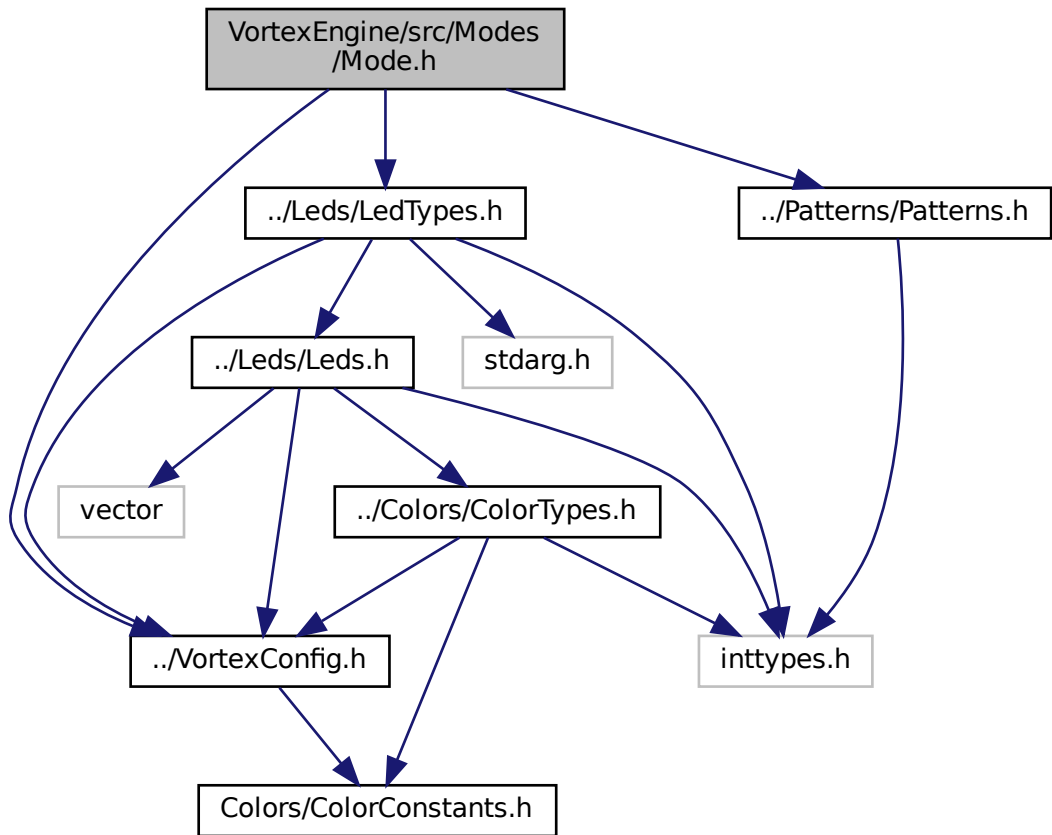 VortexEngine/src/Modes
/Mode.h
../Leds/LedTypes.h
../Patterns/Patterns.h
../Leds/Leds.h
stdarg.h
vector
../Colors/ColorTypes.h
../VortexConfig.h
inttypes.h
Colors/ColorConstants.h